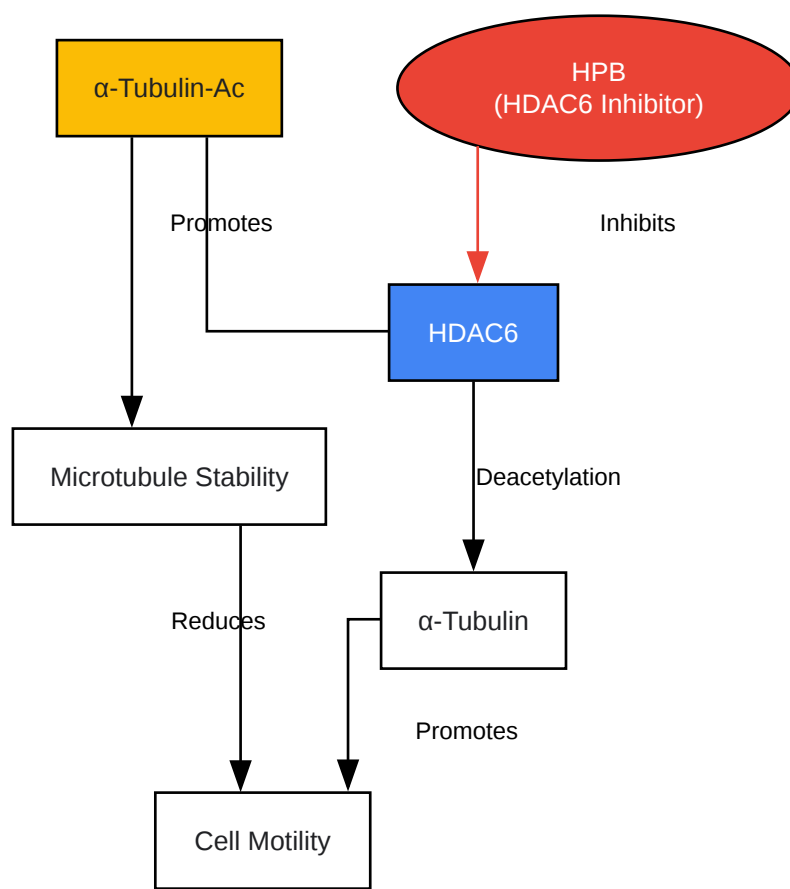 α-Tubulin-Ac
HPB
(HDAC6 Inhibitor)
Promotes
Inhibits
HDAC6
Microtubule Stability
Deacetylation
Reduces
α-Tubulin
Promotes
Cell Motility